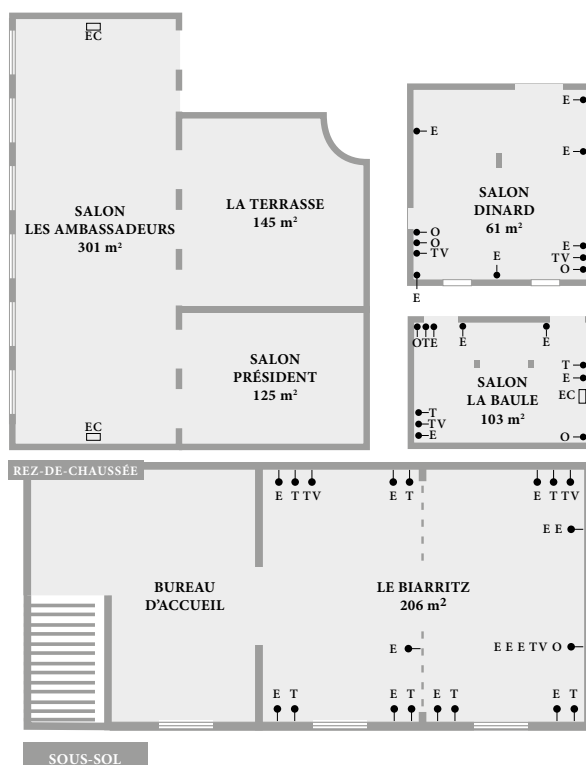 EC
SALON
LES AMBASSADEURS
301 m²
EC
LA TERRASSE
145 m²
SALON
PRÉSIDENT
125 m²
E
E
E
SALON
DINARD
61 m²
O
O
TV
E
E
TV
O
E
E
O T E
E
E
T
E
EC
SALON
LA BAULE
103 m²
T
TV
E
O
REZ-DE-CHAUSSÉE
E T TV
E T
E T TV
E E
BUREAU
D’ACCUEIL
LE BIARRITZ
206 m²
E
E E E TV O
E T
E T
E T
E T
SOUS-SOL